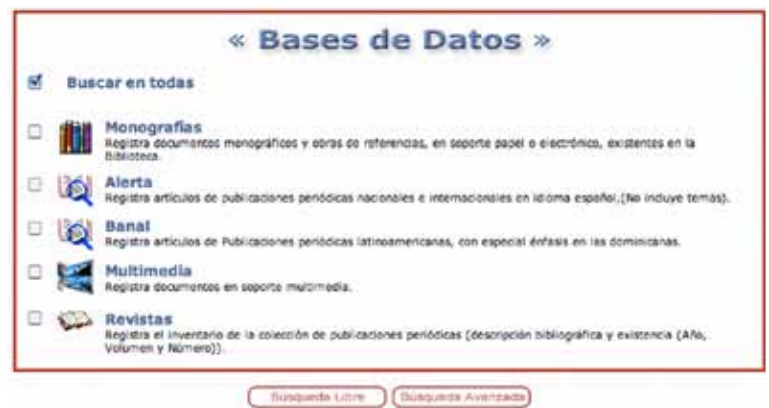 « Bases de Datos »
Buscar en todas
Monografías
Registra documentos monográficos y obras de referencias, en soporte papel o electrónico, existentes en la
Biblioteca.
Alerta
Registra artículos de publicaciones periódicas nacionales e internacionales en idioma español,(No incluye temas).
Banal
Registra artículos de Publicaciones periódicas latinoamericanas, con especial énfasis en las dominicanas.
Multimedia
Registra documentos en soporte multimedia.
Revistas
Registra el inventario de la colección de publicaciones periódicas (descripción bibliográfica y existencia (Año,
Volumen y Número)).
Búsqueda Libre Búsqueda Avanzada